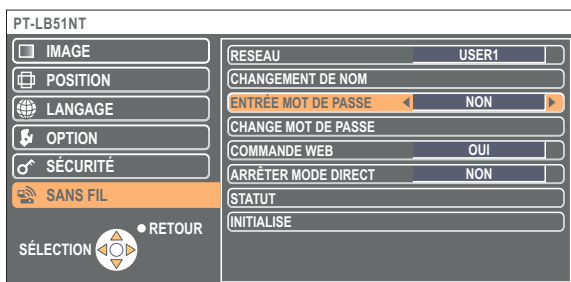 PT-LB51NT
IMAGE
POSITION
LANGAGE
OPTION
SÉCURITÉ
SANS FIL
RETOUR
SÉLECTION
RESEAU USER1
CHANGEMENT DE NOM
ENTRÉE MOT DE PASSE NON
CHANGE MOT DE PASSE
COMMANDE WEB OUI
ARRÊTER MODE DIRECT NON
STATUT
INITIALISE